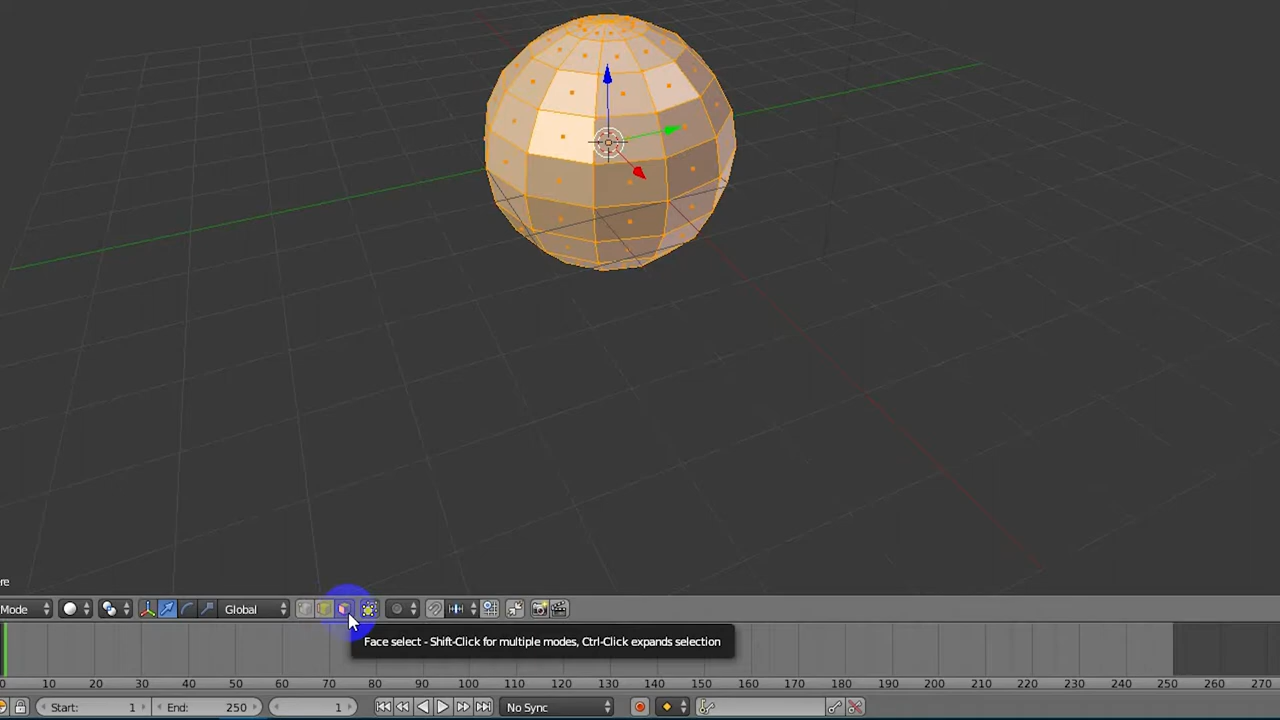 re
Mode Global
Face select - Shift-Click for multiple modes, Ctrl-Click expands selection
0 10 20 30 40 50 60 70 80 90 100 110 120 130 140 150 160 170 180 190 200 210 220 230 240 250 260 270
Start: 1 End: 250 1 No Sync